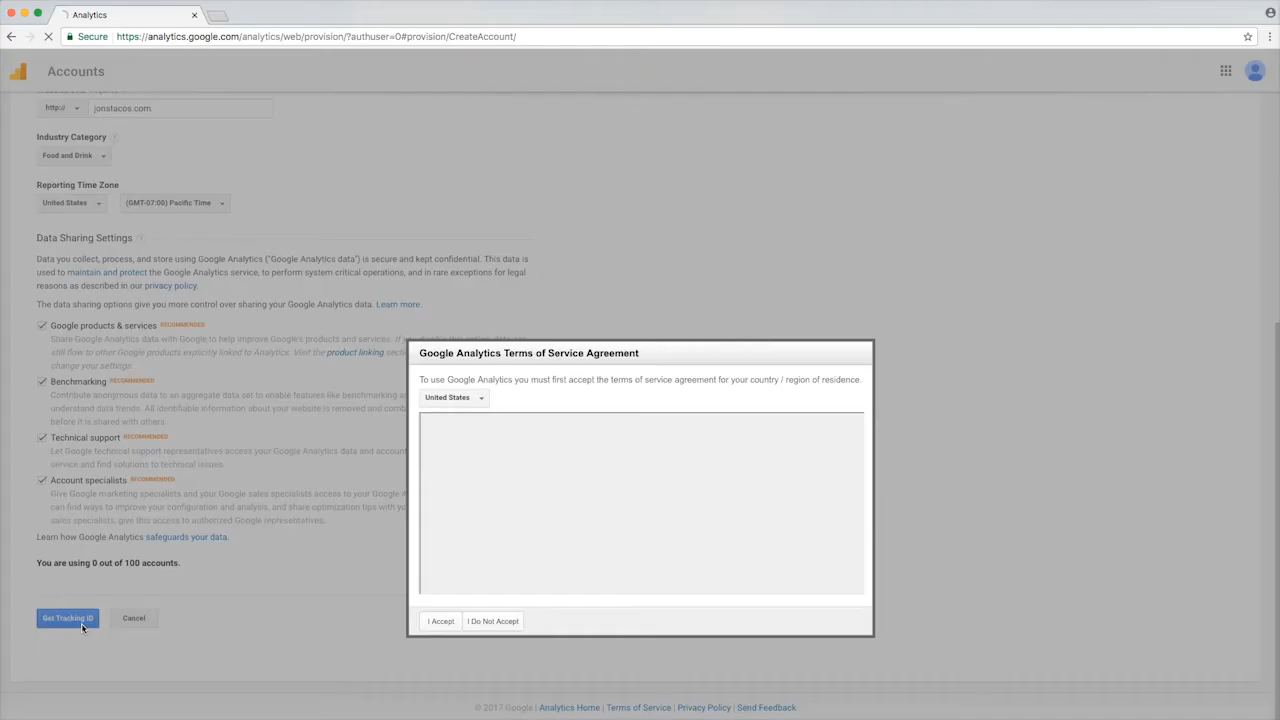 Analytics
Secure https://analytics.google.com/analytics/web/provision/?authuser=0#provision/CreateAccount/
Accounts
http:// jonstacos.com
Industry Category
Food and Drink
Reporting Time Zone
United States (GMT-07:00) Pacific Time
Data Sharing Settings
Data you collect, process, and store using Google Analytics ("Google Analytics data") is secure and kept confidential. This data is
used to maintain and protect the Google Analytics service, to perform system critical operations, and in rare exceptions for legal
reasons as described in our privacy policy.
The data sharing options give you more control over sharing your Google Analytics data. Learn more.
Google products & services RECOMMENDED
Share Google Analytics data with Google to help improve Google's products and services. If
still flow to other Google products explicitly linked to Analytics. Visit the product linking
change your settings.
Benchmarking RECOMMENDED
Contribute anonymous data to an aggregate data set to enable features like benchmarking
understand data trends. All identifiable information about your website is removed and
before it is shared with others.
Technical support RECOMMENDED
Let Google technical support representatives access your Google Analytics data and
service and find solutions to technical issues.
Account specialists RECOMMENDED
Give Google marketing specialists and your Google sales specialists access to your Google
can find ways to improve your configuration and analysis, and share optimization tips with
sales specialists, give this access to authorized Google representatives.
Learn how Google Analytics safeguards your data.
You are using 0 out of 100 accounts.
Get Tracking ID Cancel
Google Analytics Terms of Service Agreement
To use Google Analytics you must first accept the terms of service agreement for your country / region of residence.
United States
I Accept I Do Not Accept
© 2017 Google | Analytics Home | Terms of Service | Privacy Policy | Send Feedback